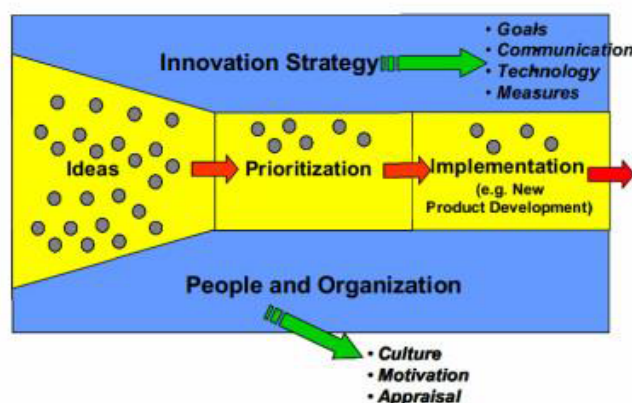 • Goals
• Communication
• Technology
• Measures
Innovation Strategy
Ideas
Prioritization
Implementation
(e.g. New
Product Development)
People and Organization
• Culture
• Motivation
• Appraisal